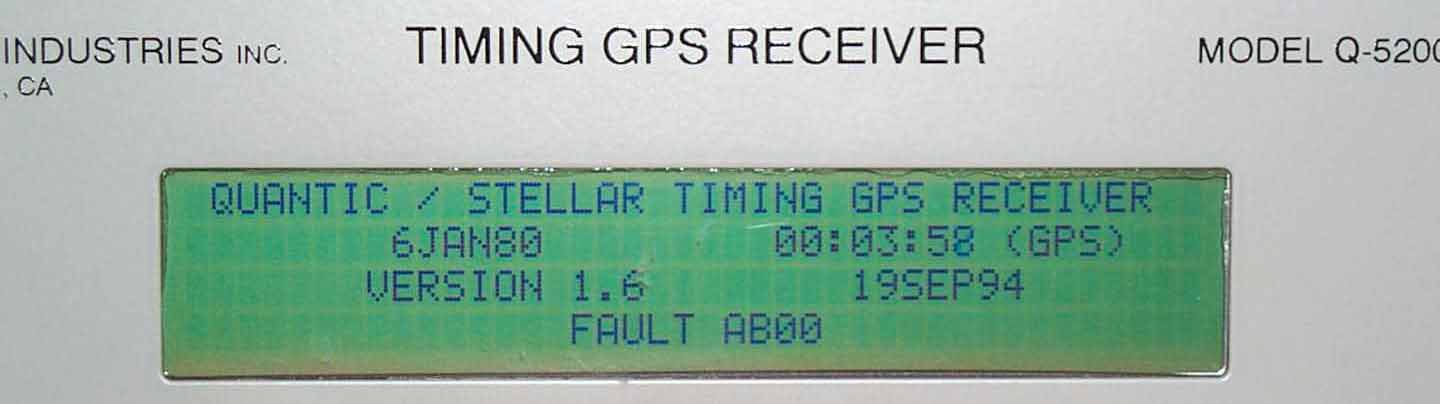 INDUSTRIES INC.
, CA
TIMING GPS RECEIVER
MODEL Q-5200
QUANTIC / STELLAR TIMING GPS RECEIVER
6JAN80 00:03:58 (GPS)
VERSION 1.6 19SEP94
FAULT AB00